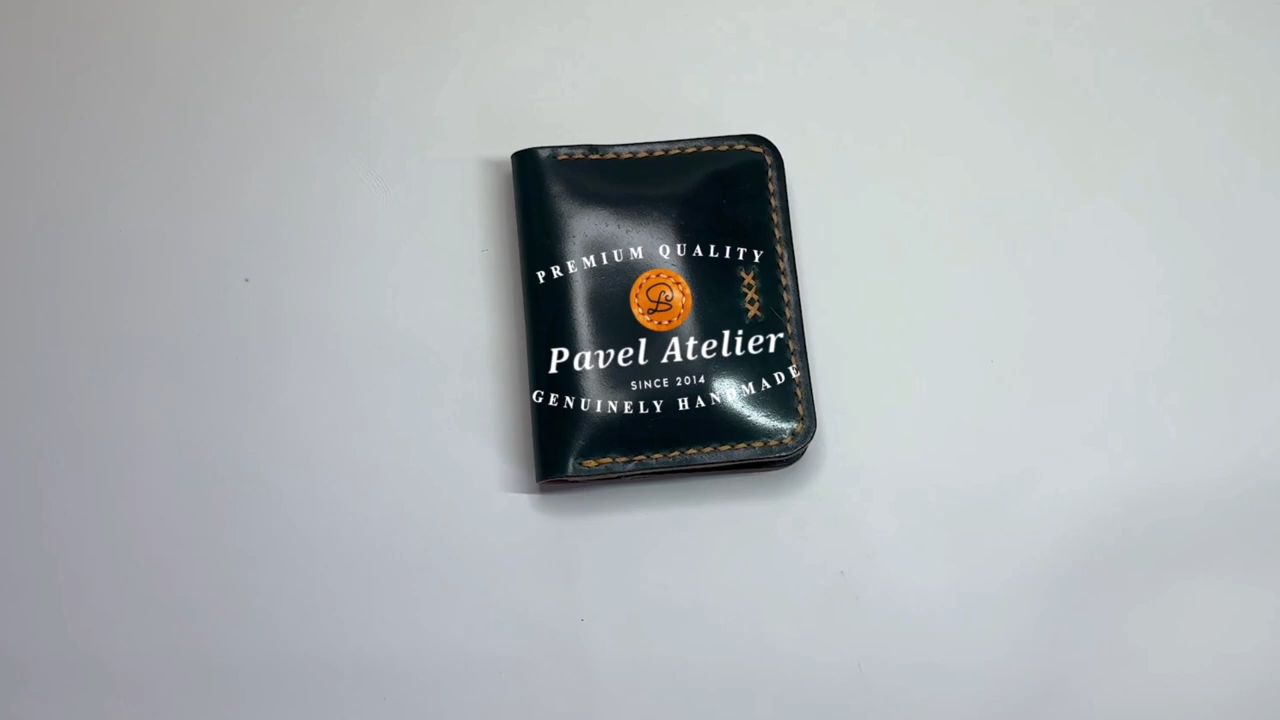 PREMIUM QUALITY
Pavel Atelier
SINCE 2014
GENUINELY HANDMADE